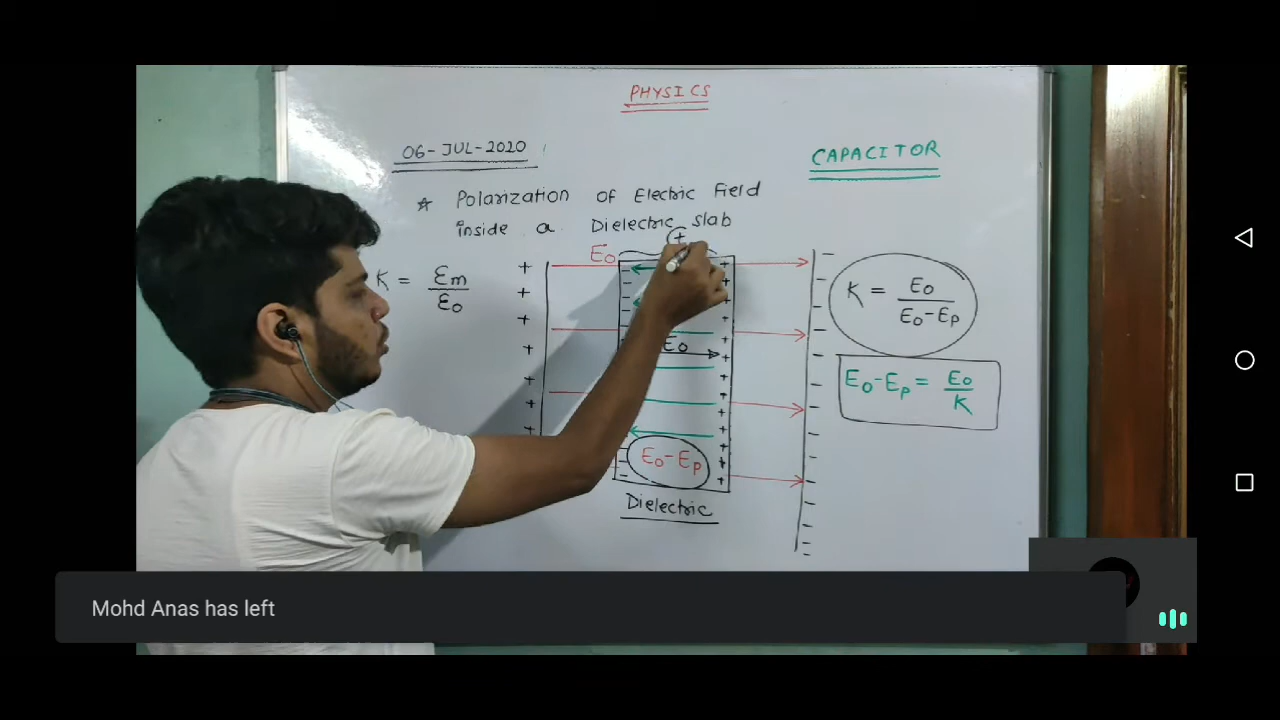 PHYSICS
06-JUL-2020
CAPACITOR
☆ Polarization of Electric Field
inside a Dielectric slab
E₀
K = εm/ε₀
K = E₀/(E₀-Ep)
E₀
E₀-Ep = E₀/K
E₀-Ep
Dielectric
Mohd Anas has left